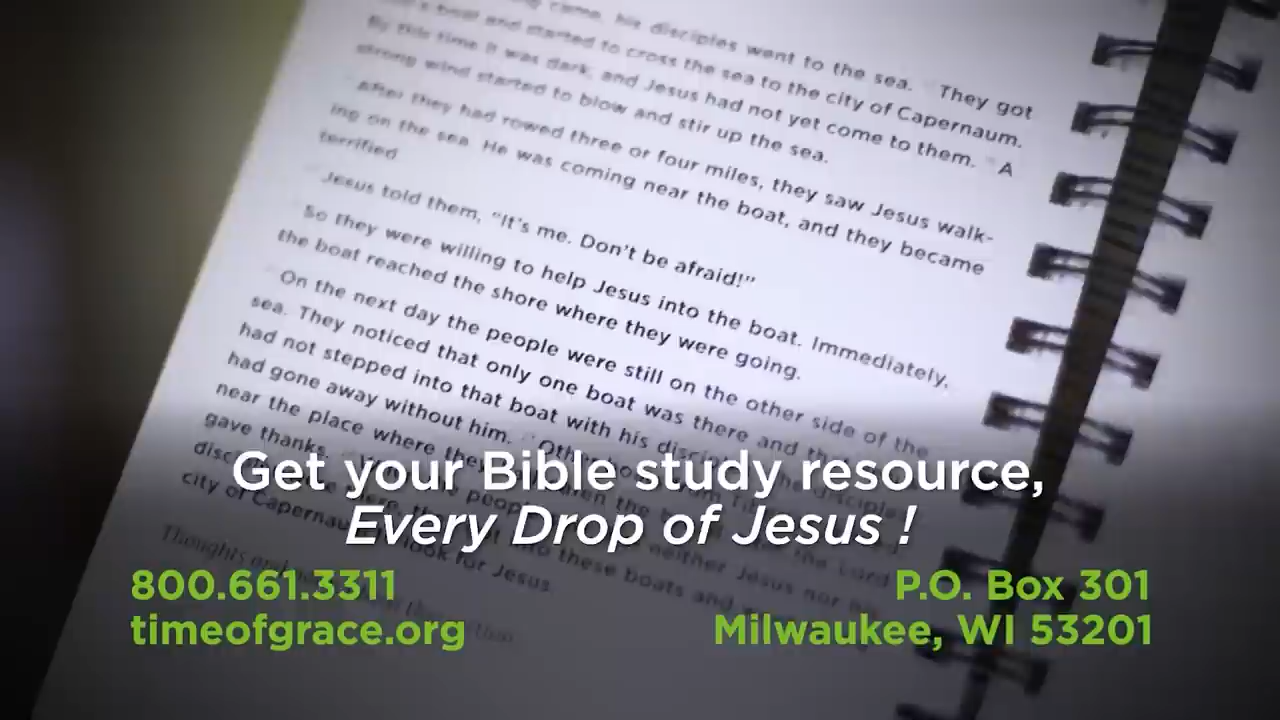 came, his disciples went to the sea. They got
boat and started to cross the sea to the city of Capernaum.
By this time it was dark, and Jesus had not yet come to them. A
strong wind started to blow and stir up the sea.
After they had rowed three or four miles, they saw Jesus walk-
ing on the sea. He was coming near the boat, and they became
terrified
Jesus told them, “It’s me. Don’t be afraid!”
So they were willing to help Jesus into the boat. Immediately,
the boat reached the shore where they were going.
On the next day the people were still on the other side of the
sea. They noticed that only one boat was there and
had not stepped into that boat with his disciples
had gone away without him. Other
near the place where they
gave thanks.
city of Capernaum look for Jesus.
Get your Bible study resource,
Every Drop of Jesus !
800.661.3311
timeofgrace.org
P.O. Box 301
Milwaukee, WI 53201